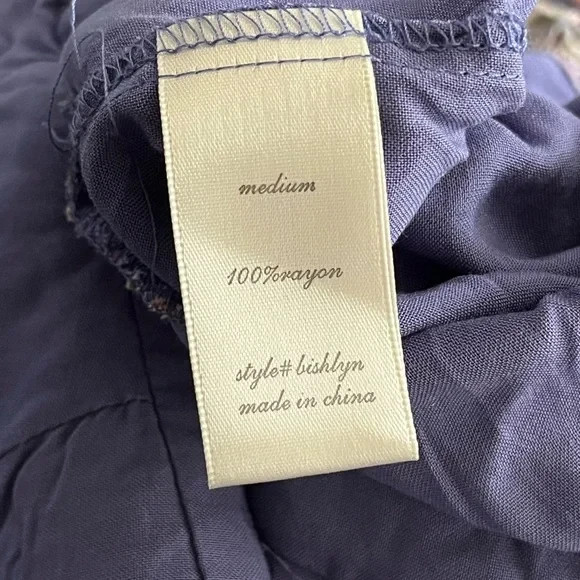 medium
100%rayon
style# bishlyn
made in china